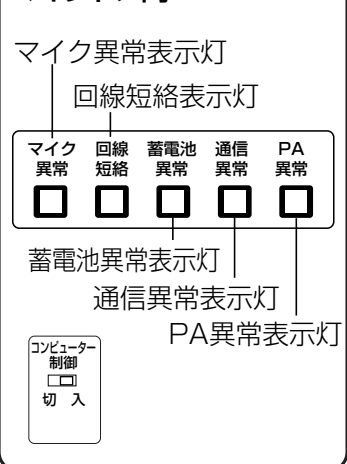 マイク異常表示灯
回線短絡表示灯
マイク 回線 蓄電池 通信 PA
異常 短絡 異常 異常 異常
蓄電池異常表示灯
通信異常表示灯
PA異常表示灯
コンピューター
制御
切 入